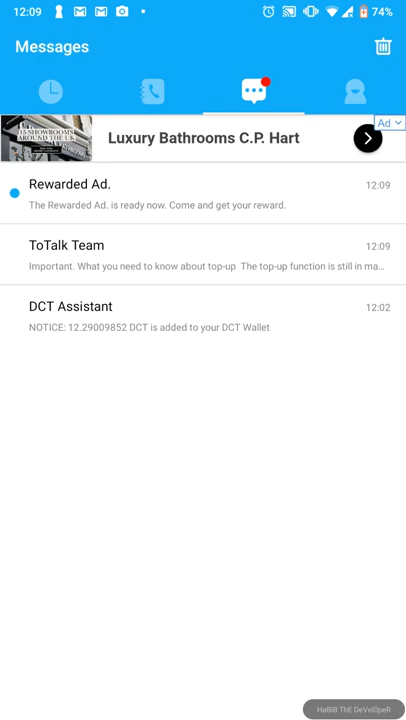 12:09
74%
Messages
Ad
15 SHOWROOMS
AROUND THE UK
Luxury Bathrooms C.P. Hart
Rewarded Ad.
12:09
The Rewarded Ad. is ready now. Come and get your reward.
ToTalk Team
12:09
Important. What you need to know about top-up The top-up function is still in ma...
DCT Assistant
12:02
NOTICE: 12.29009852 DCT is added to your DCT Wallet
HaBiB ThE DeVelOpeR